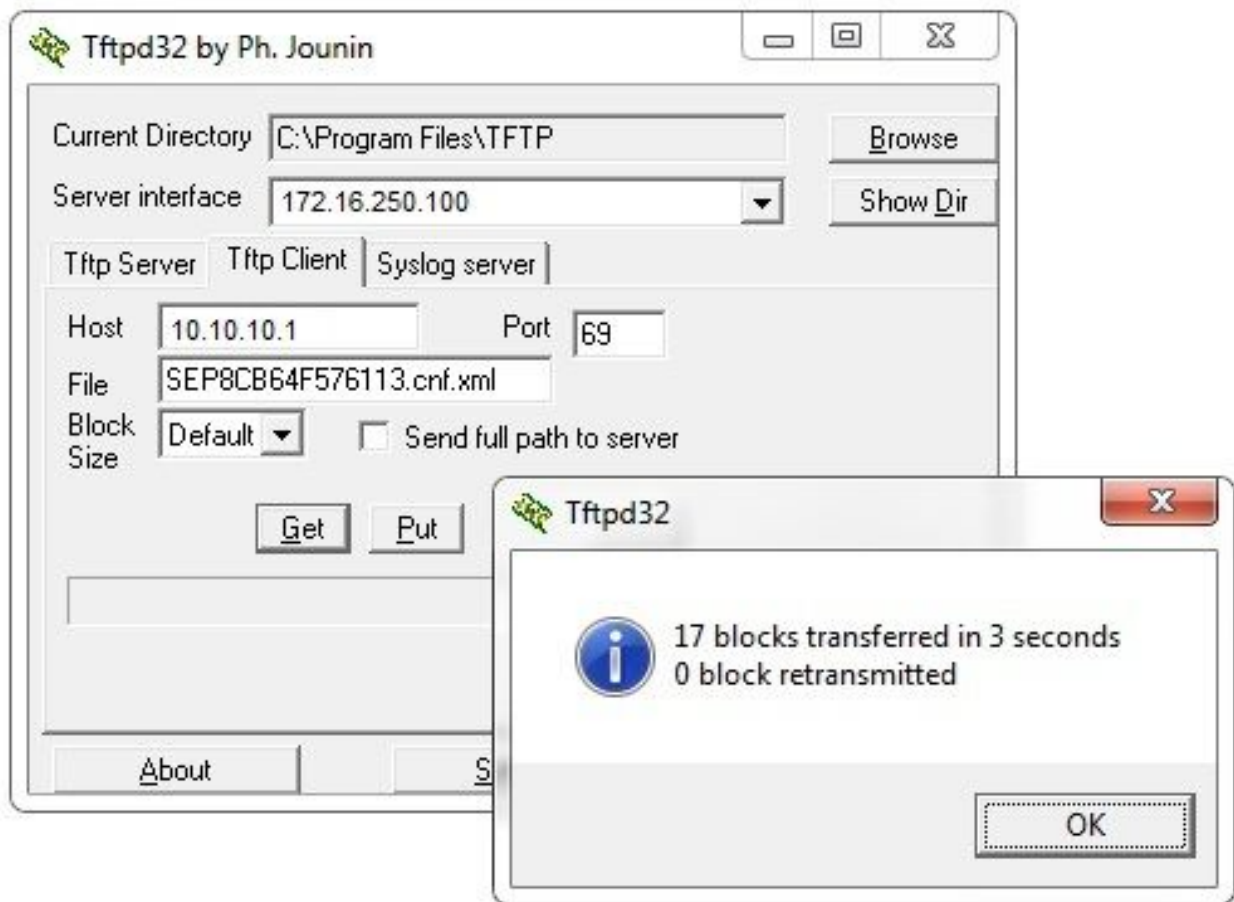 Tftpd32 by Ph. Jounin
Current Directory C:\Program Files\TFTP Browse
Server interface 172.16.250.100 Show Dir
Tftp Server Tftp Client Syslog server
Host 10.10.10.1 Port 69
File SEP8CB64F576113.cnf.xml
Block Size Default Send full path to server
Get Put
Tftpd32
17 blocks transferred in 3 seconds
0 block retransmitted
About
OK